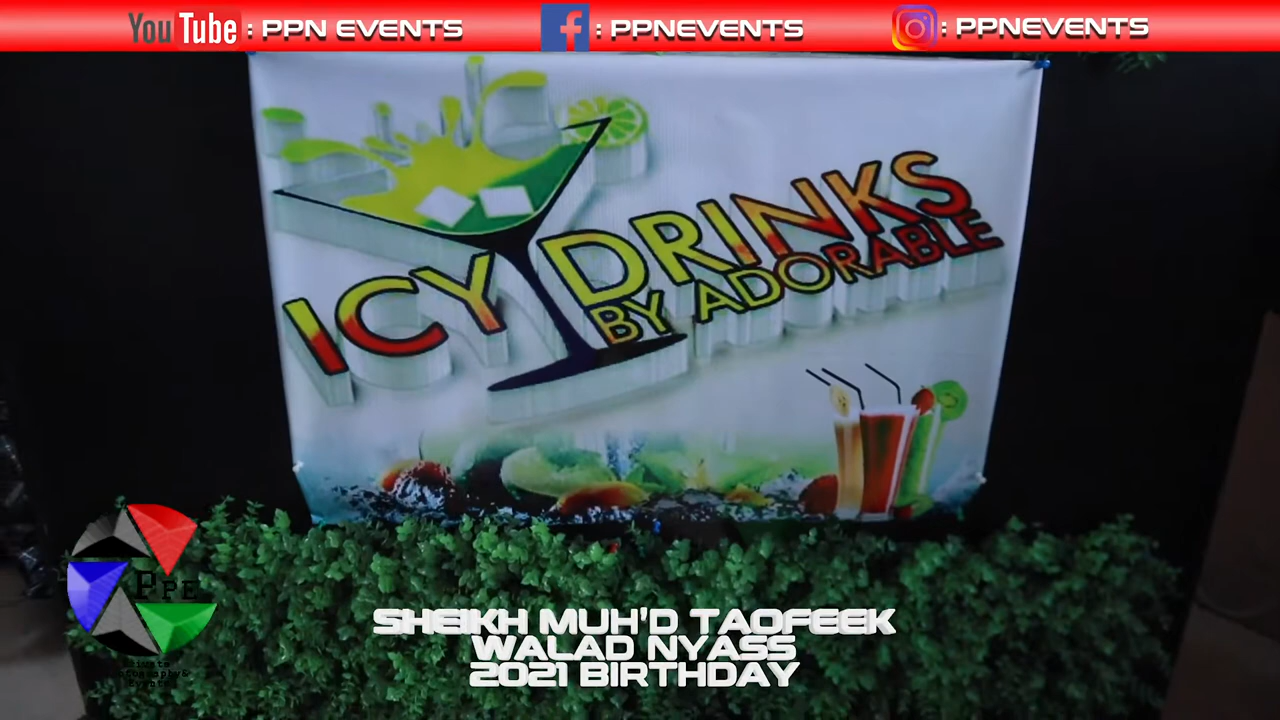 YouTube : PPN EVENTS
f : PPNEVENTS
: PPNEVENTS
ICY DRINKS
BY ADORABLE
PPE
SHEIKH MUH'D TAOFEEK
WALAD NYASS
2021 BIRTHDAY